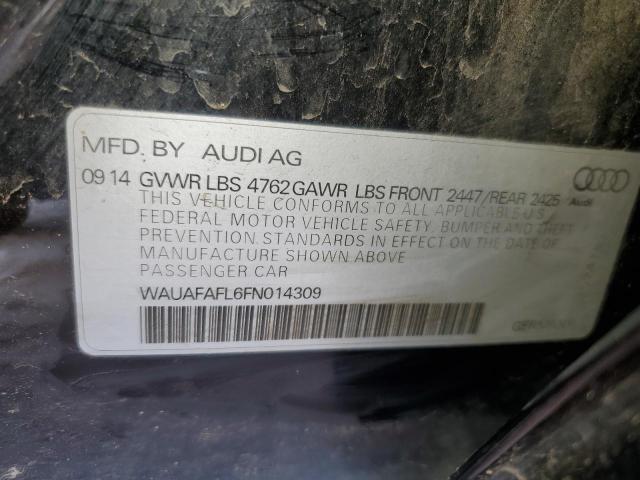 MFD. BY AUDI AG
09 14 GVWR LBS 4762 GAWR LBS FRONT 2447/REAR 2425
Audi
THIS VEHICLE CONFORMS TO ALL APPLICABLE U.S.
FEDERAL MOTOR VEHICLE SAFETY, BUMPER AND THEFT
PREVENTION STANDARDS IN EFFECT ON THE DATE OF
MANUFACTURE SHOWN ABOVE
PASSENGER CAR
WAUAFAFL6FN014309
GERMANY